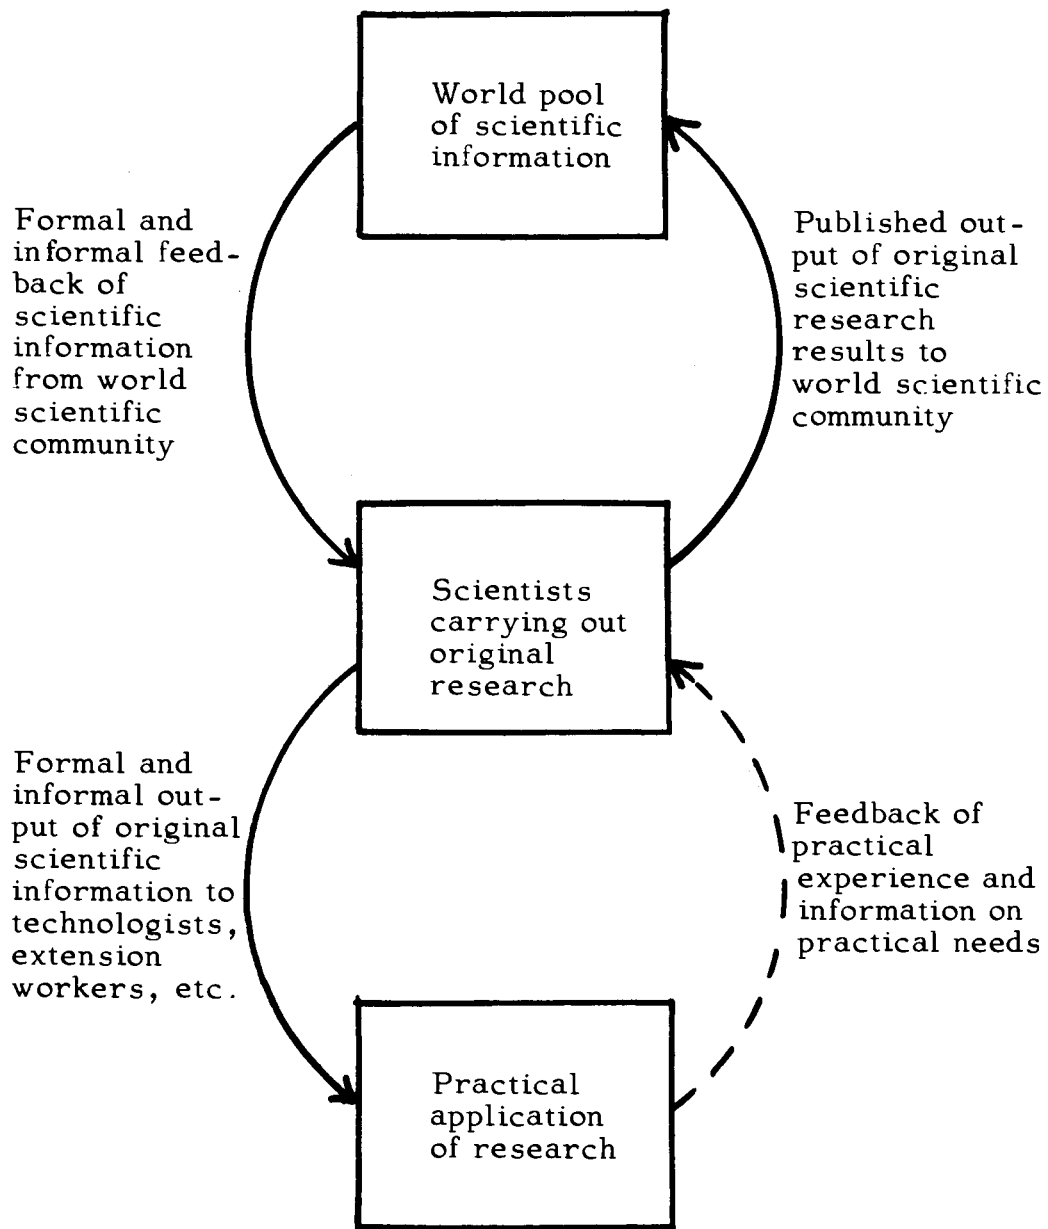 World pool
of scientific
information
Formal and
informal feed-
back of
scientific
information
from world
scientific
community
Published out-
put of original
scientific
research
results to
world scientific
community
Scientists
carrying out
original
research
Formal and
informal out-
put of original
scientific
information to
technologists,
extension
workers, etc.
Feedback of
practical
experience and
information on
practical needs
Practical
application
of research